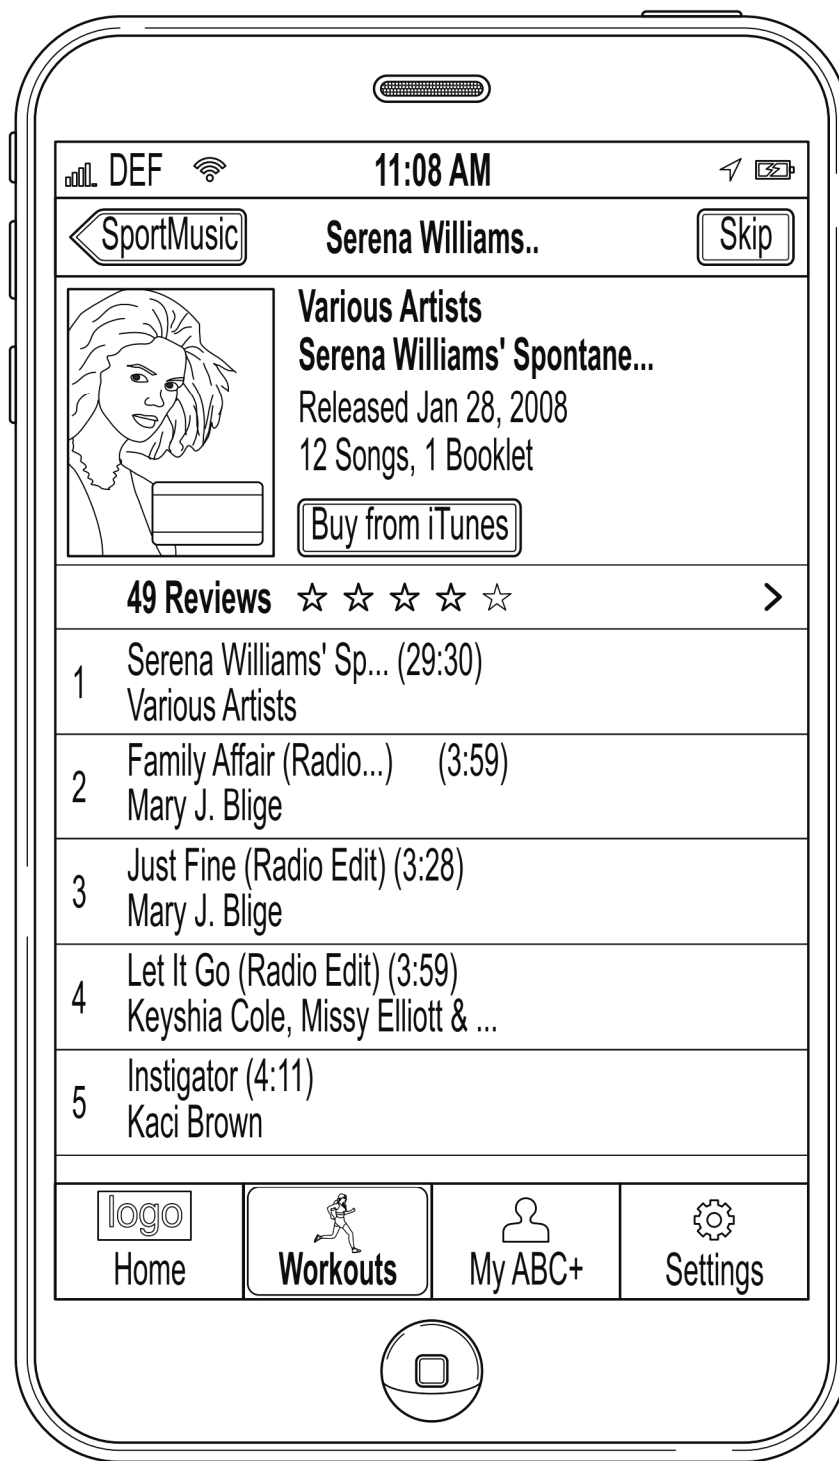 DEF 11:08 AM
SportMusic Serena Williams.. Skip
Various Artists
Serena Williams' Spontane...
Released Jan 28, 2008
12 Songs, 1 Booklet
Buy from iTunes
49 Reviews
1 Serena Williams' Sp... (29:30)
Various Artists
2 Family Affair (Radio...) (3:59)
Mary J. Blige
3 Just Fine (Radio Edit) (3:28)
Mary J. Blige
4 Let It Go (Radio Edit) (3:59)
Keyshia Cole, Missy Elliott & ...
5 Instigator (4:11)
Kaci Brown
logo
Home Workouts My ABC+ Settings